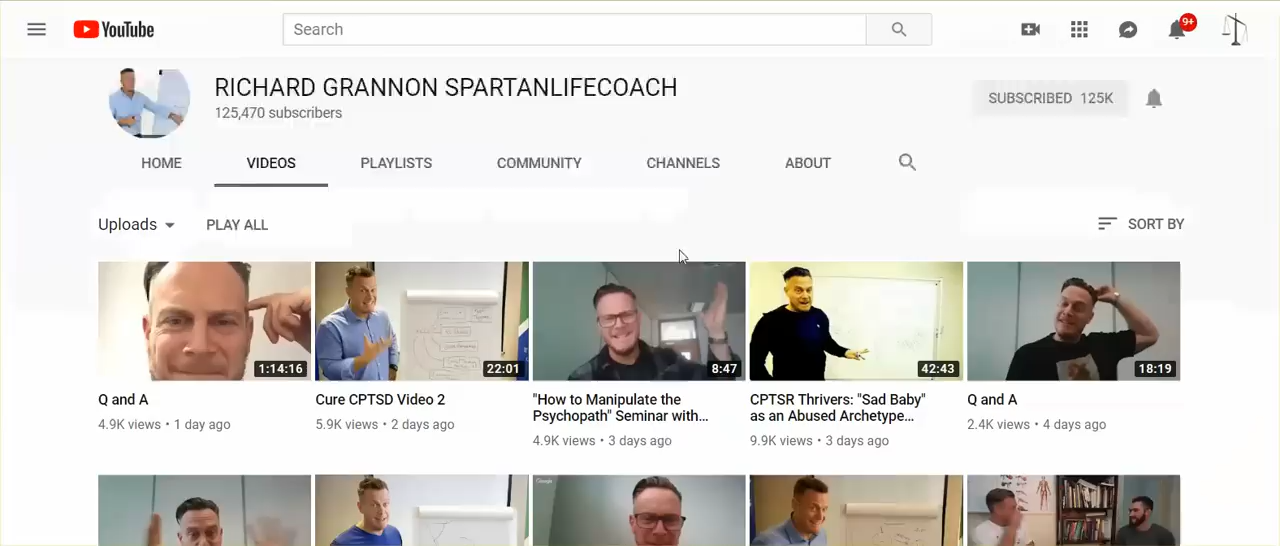 YouTube
Search
9+
RICHARD GRANNON SPARTANLIFECOACH
125,470 subscribers
SUBSCRIBED 125K
HOME VIDEOS PLAYLISTS COMMUNITY CHANNELS ABOUT
Uploads PLAY ALL SORT BY
1:14:16 22:01 8:47 42:43 18:19
Q and A
4.9K views • 1 day ago
Cure CPTSD Video 2
5.9K views • 2 days ago
"How to Manipulate the
Psychopath" Seminar with...
4.9K views • 3 days ago
CPTSR Thrivers: "Sad Baby"
as an Abused Archetype...
9.9K views • 3 days ago
Q and A
2.4K views • 4 days ago
Google